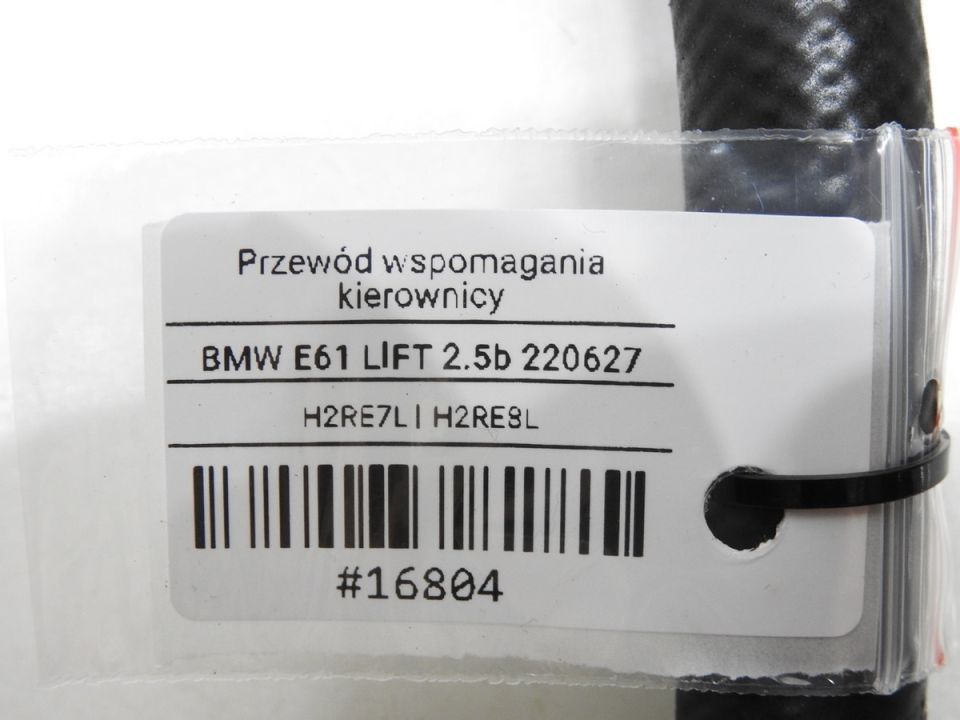 Przewód wspomagania
kierownicy
BMW E61 LIFT 2.5b 220627
H2RE7L| H2RE8L
#16804